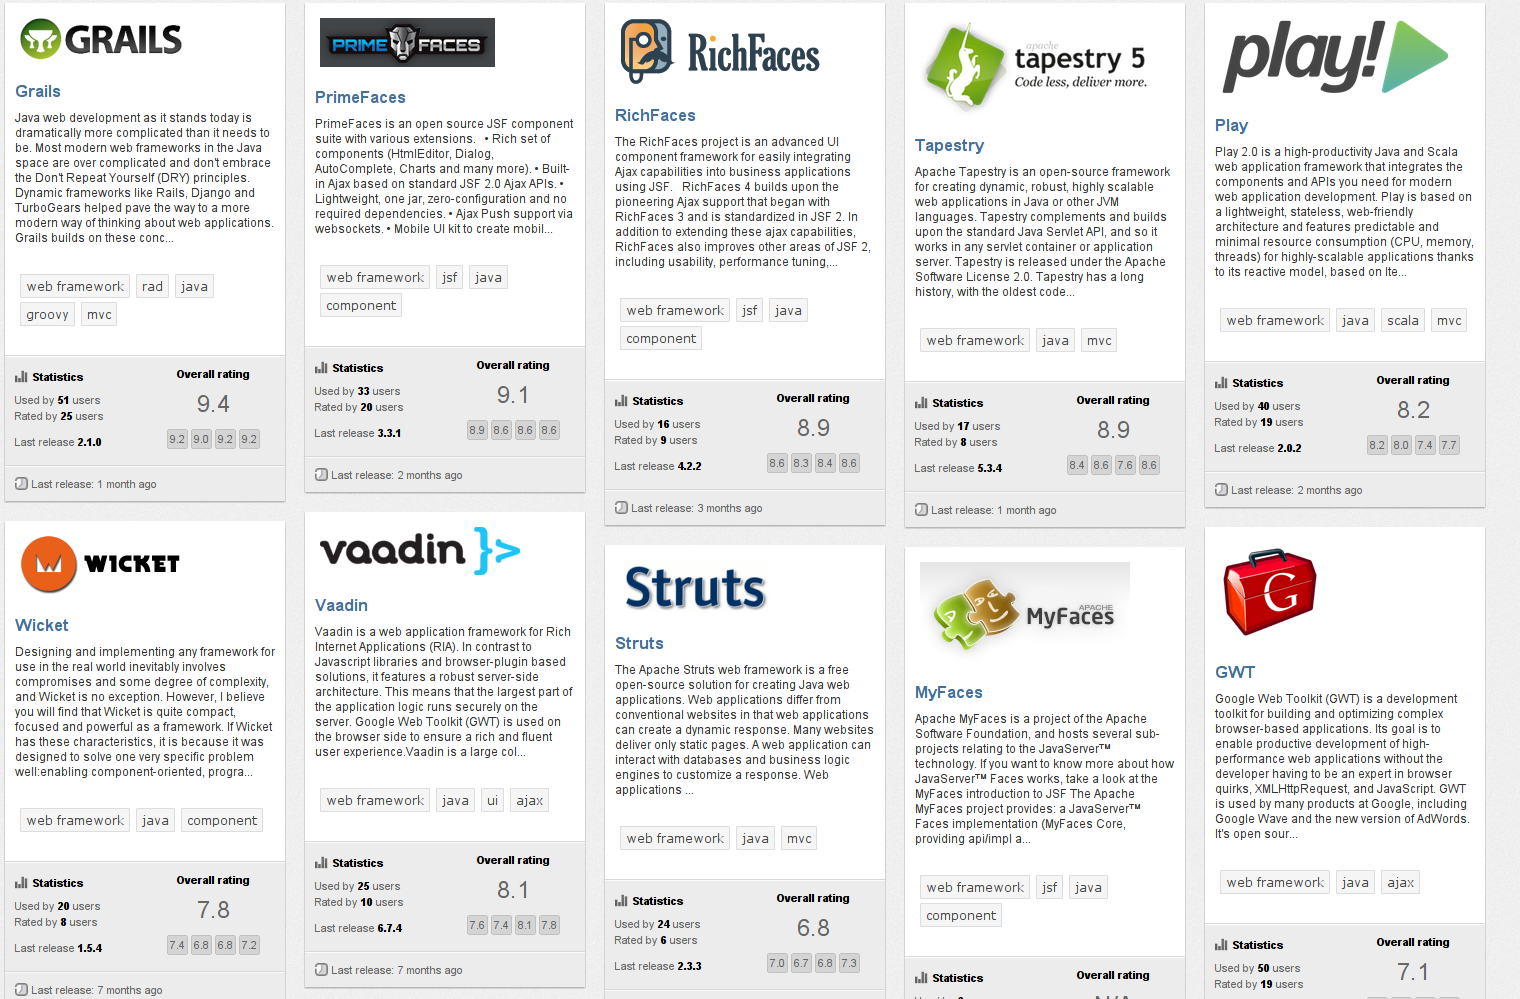 GRAILS
Grails
Java web development as it stands today is
dramatically more complicated than it needs to
be. Most modern web frameworks in the Java
space are over complicated and don't embrace
the Don't Repeat Yourself (DRY) principles.
Dynamic frameworks like Rails, Django and
TurboGears helped pave the way to a more
modern way of thinking about web applications.
Grails builds on these conc...
web framework rad java
groovy mvc
Statistics
Used by 51 users
Rated by 25 users
Last release 2.1.0
Overall rating
9.4
9.2 9.0 9.2 9.2
Last release: 1 month ago
PRIMEFACES
PrimeFaces
PrimeFaces is an open source JSF component
suite with various extensions. • Rich set of
components (HtmlEditor, Dialog,
AutoComplete, Charts and many more). • Built-
in Ajax based on standard JSF 2.0 Ajax APIs. •
Lightweight, one jar, zero-configuration and no
required dependencies. • Ajax Push support via
websockets. • Mobile UI kit to create mobil...
web framework jsf java
component
Statistics
Used by 33 users
Rated by 20 users
Last release 3.3.1
Overall rating
9.1
8.9 8.6 8.6 8.6
Last release: 2 months ago
RichFaces
RichFaces
The RichFaces project is an advanced UI
component framework for easily integrating
Ajax capabilities into business applications
using JSF. RichFaces 4 builds upon the
pioneering Ajax support that began with
RichFaces 3 and is standardized in JSF 2. In
addition to extending these ajax capabilities,
RichFaces also improves other areas of JSF 2,
including usability, performance tuning,...
web framework jsf java
component
Statistics
Used by 16 users
Rated by 9 users
Last release 4.2.2
Overall rating
8.9
8.6 8.3 8.4 8.6
Last release: 3 months ago
apache
tapestry 5
Code less, deliver more.
Tapestry
Apache Tapestry is an open-source framework
for creating dynamic, robust, highly scalable
web applications in Java or other JVM
languages. Tapestry complements and builds
upon the standard Java Servlet API, and so it
works in any servlet container or application
server. Tapestry is released under the Apache
Software License 2.0. Tapestry has a long
history, with the oldest code...
web framework java mvc
Statistics
Used by 17 users
Rated by 8 users
Last release 5.3.4
Overall rating
8.9
8.4 8.6 7.6 8.6
Last release: 1 month ago
play!
Play
Play 2.0 is a high-productivity Java and Scala
web application framework that integrates the
components and APIs you need for modern
web application development. Play is based on
a lightweight, stateless, web-friendly
architecture and features predictable and
minimal resource consumption (CPU, memory,
threads) for highly-scalable applications thanks
to its reactive model, based on Ite...
web framework java scala mvc
Statistics
Used by 40 users
Rated by 19 users
Last release 2.0.2
Overall rating
8.2
8.2 8.0 7.4 7.7
Last release: 2 months ago
W WICKET
Wicket
Designing and implementing any framework for
use in the real world inevitably involves
compromises and some degree of complexity,
and Wicket is no exception. However, I believe
you will find that Wicket is quite compact,
focused and powerful as a framework. If Wicket
has these characteristics, it is because it was
designed to solve one very specific problem
well:enabling component-oriented, progra...
web framework java component
Statistics
Used by 20 users
Rated by 8 users
Last release 1.5.4
Overall rating
7.8
7.4 6.8 6.8 7.2
Last release: 7 months ago
vaadin }>
Vaadin
Vaadin is a web application framework for Rich
Internet Applications (RIA). In contrast to
Javascript libraries and browser-plugin based
solutions, it features a robust server-side
architecture. This means that the largest part of
the application logic runs securely on the
server. Google Web Toolkit (GWT) is used on
the browser side to ensure a rich and fluent
user experience.Vaadin is a large col...
web framework java ui ajax
Statistics
Used by 25 users
Rated by 10 users
Last release 6.7.4
Overall rating
8.1
7.6 7.4 8.1 7.8
Last release: 7 months ago
Struts
Struts
The Apache Struts web framework is a free
open-source solution for creating Java web
applications. Web applications differ from
conventional websites in that web applications
can create a dynamic response. Many websites
deliver only static pages. A web application can
interact with databases and business logic
engines to customize a response. Web
applications ...
web framework java mvc
Statistics
Used by 24 users
Rated by 6 users
Last release 2.3.3
Overall rating
6.8
7.0 6.7 6.8 7.3
APACHE
MyFaces
MyFaces
Apache MyFaces is a project of the Apache
Software Foundation, and hosts several sub-
projects relating to the JavaServer™
technology. If you want to know more about how
JavaServer™ Faces works, take a look at the
MyFaces introduction to JSF The Apache
MyFaces project provides: a JavaServer™
Faces implementation (MyFaces Core,
providing api/impl a...
web framework jsf java
component
Statistics
Overall rating
G
GWT
Google Web Toolkit (GWT) is a development
toolkit for building and optimizing complex
browser-based applications. Its goal is to
enable productive development of high-
performance web applications without the
developer having to be an expert in browser
quirks, XMLHttpRequest, and JavaScript. GWT
is used by many products at Google, including
Google Wave and the new version of AdWords.
It's open sour...
web framework java ajax
Statistics
Used by 50 users
Rated by 19 users
Overall rating
7.1